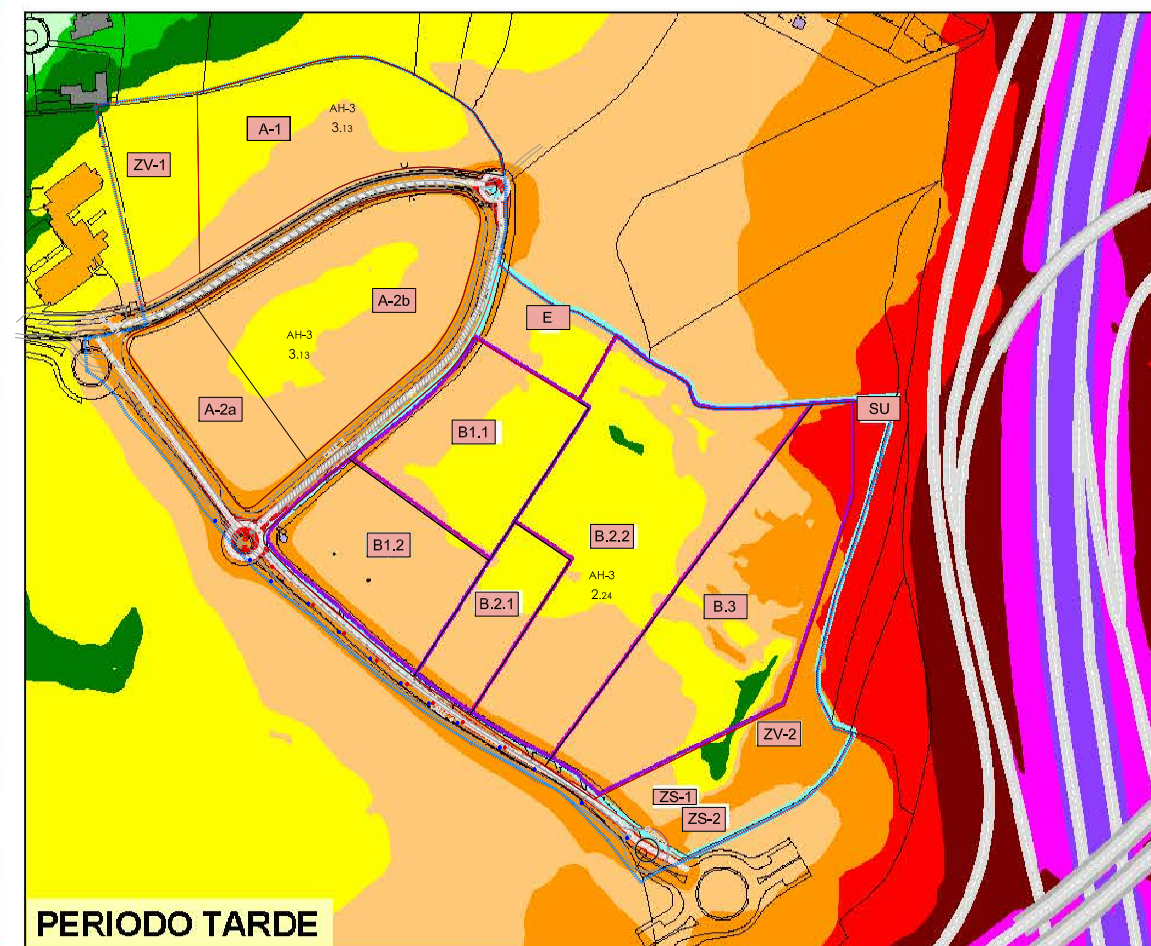 AH-3
3.13
A-1
ZV-1
A-2b
E
AH-3
3.13
A-2a
SU
B1.1
B1.2
B.2.2
AH-3
2.24
B.2.1
B.3
ZV-2
ZS-1
ZS-2
PERIODO TARDE